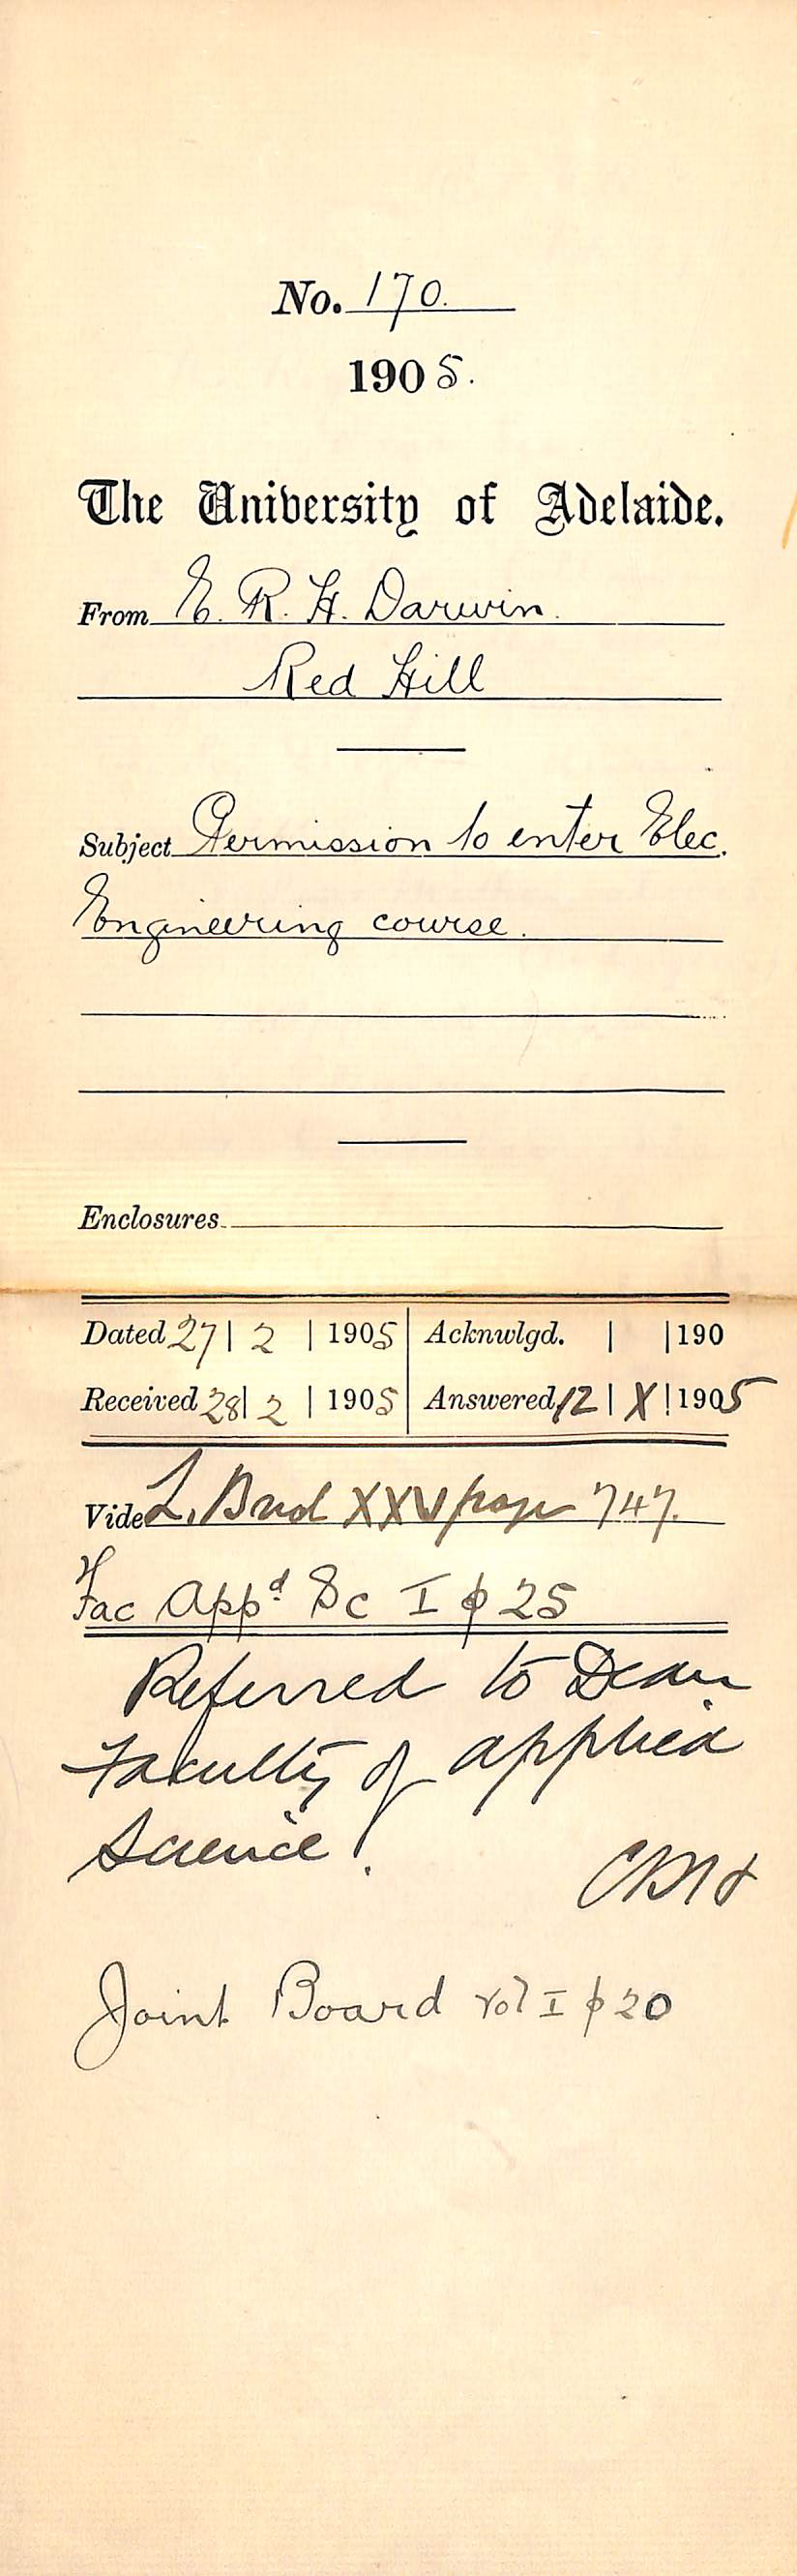 No. 170.
1905.
The University of Adelaide.
From E. R. H. Darwin.
Red Hill
Subject Permission to enter Elec.
Engineering course.
Enclosures
Dated 27 | 2 | 1905 Acknwlgd. | | 190
Received 28 | 2 | 1905 Answered 12 | X | 1905
Vide L. XXV page 747.
Fac Appd Sc I p 25
Referred to Dean
Faculty of applied
Science.
Joint Board vol I p 20